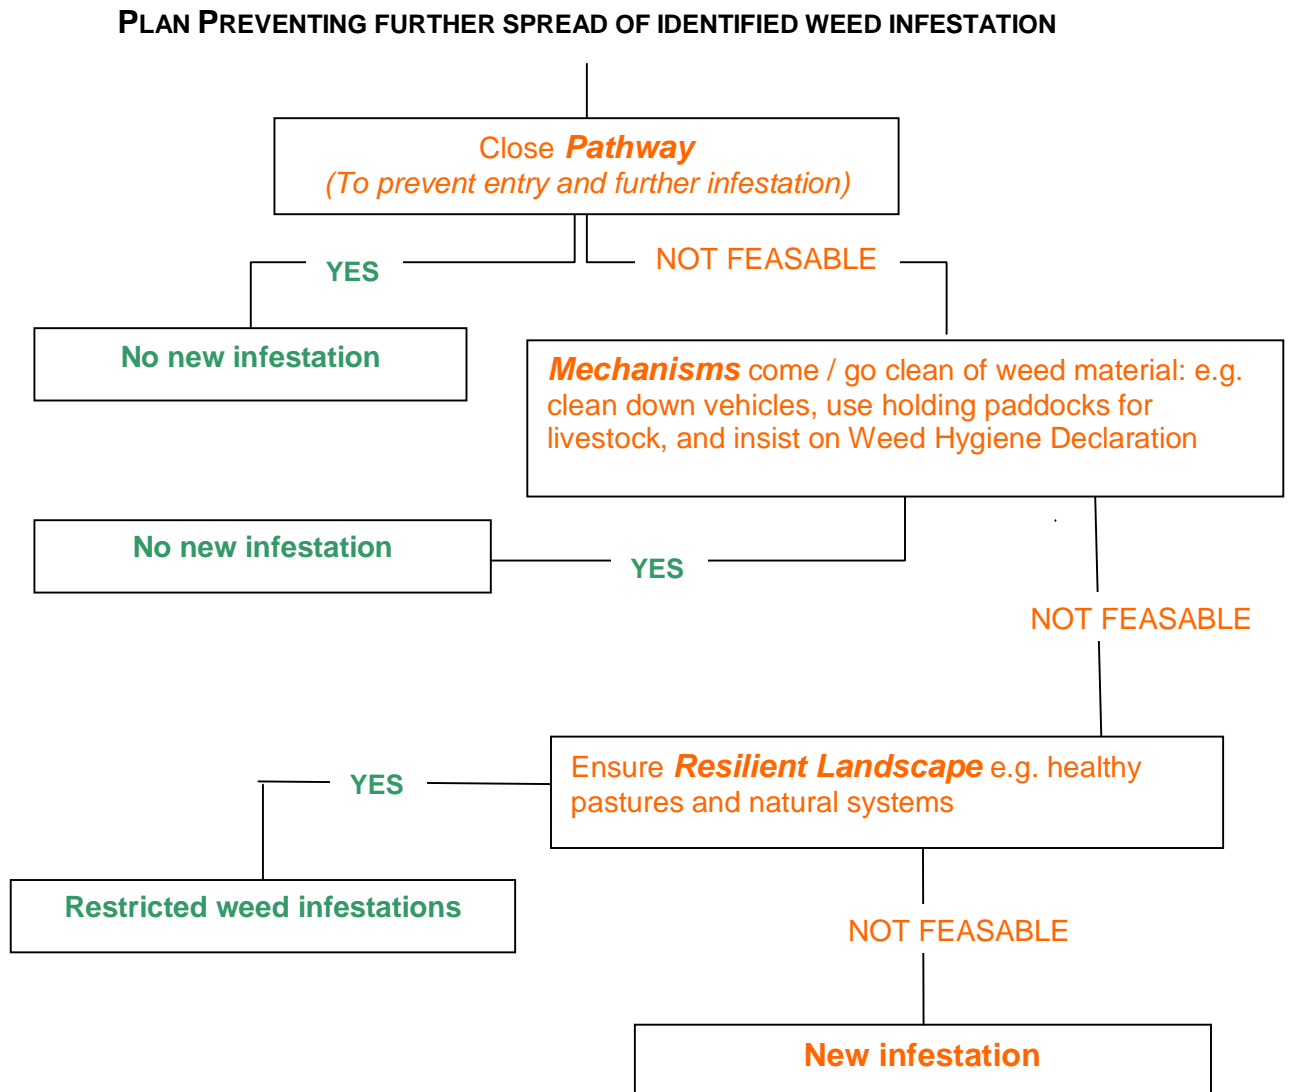 PLAN PREVENTING FURTHER SPREAD OF IDENTIFIED WEED INFESTATION
Close Pathway
(To prevent entry and further infestation)
YES
NOT FEASABLE
No new infestation
Mechanisms come / go clean of weed material: e.g.
clean down vehicles, use holding paddocks for
livestock, and insist on Weed Hygiene Declaration
No new infestation
YES
NOT FEASABLE
Ensure Resilient Landscape e.g. healthy
pastures and natural systems
YES
Restricted weed infestations
NOT FEASABLE
New infestation